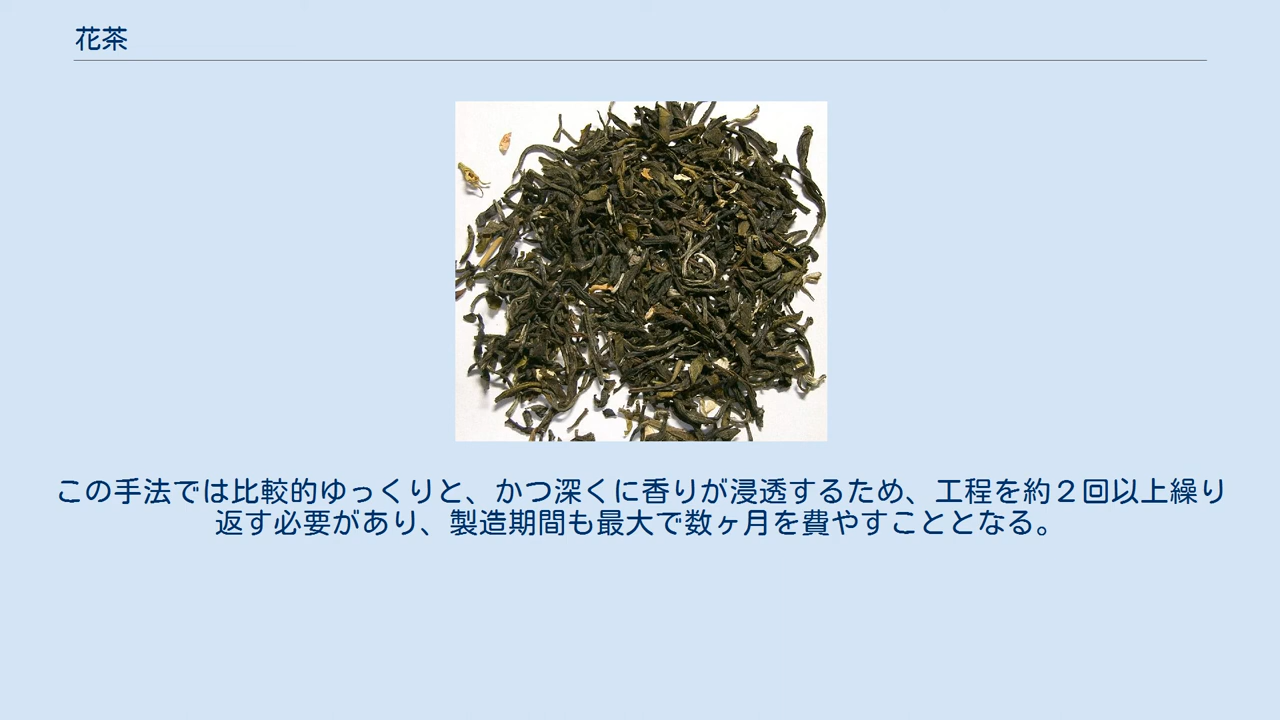 花茶
この手法では比較的ゆっくりと、かつ深くに香りが浸透するため、工程を約２回以上繰り
返す必要があり、製造期間も最大で数ヶ月を費やすこととなる。